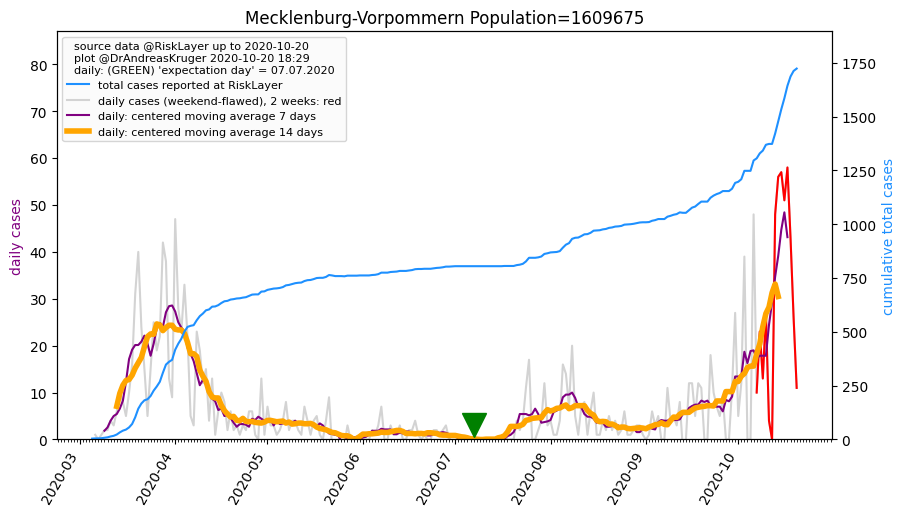 Mecklenburg-Vorpommern Population=1609675
source data @RiskLayer up to 2020-10-20
plot @DrAndreasKruger 2020-10-20 18:29
daily: (GREEN) 'expectation day' = 07.07.2020
total cases reported at RiskLayer
daily cases (weekend-flawed), 2 weeks: red
daily: centered moving average 7 days
daily: centered moving average 14 days
daily cases
80
70
60
50
40
30
20
10
0
cumulative total cases
1750
1500
1250
1000
750
500
250
0
2020-03
2020-04
2020-05
2020-06
2020-07
2020-08
2020-09
2020-10